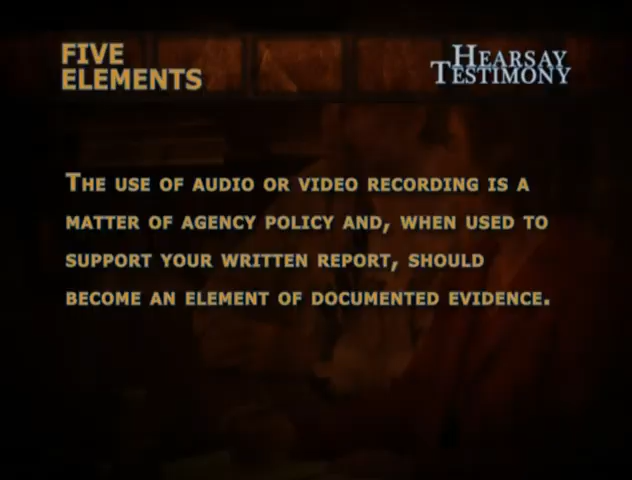 FIVE
ELEMENTS
HEARSAY
TESTIMONY
THE USE OF AUDIO OR VIDEO RECORDING IS A
MATTER OF AGENCY POLICY AND, WHEN USED TO
SUPPORT YOUR WRITTEN REPORT, SHOULD
BECOME AN ELEMENT OF DOCUMENTED EVIDENCE.